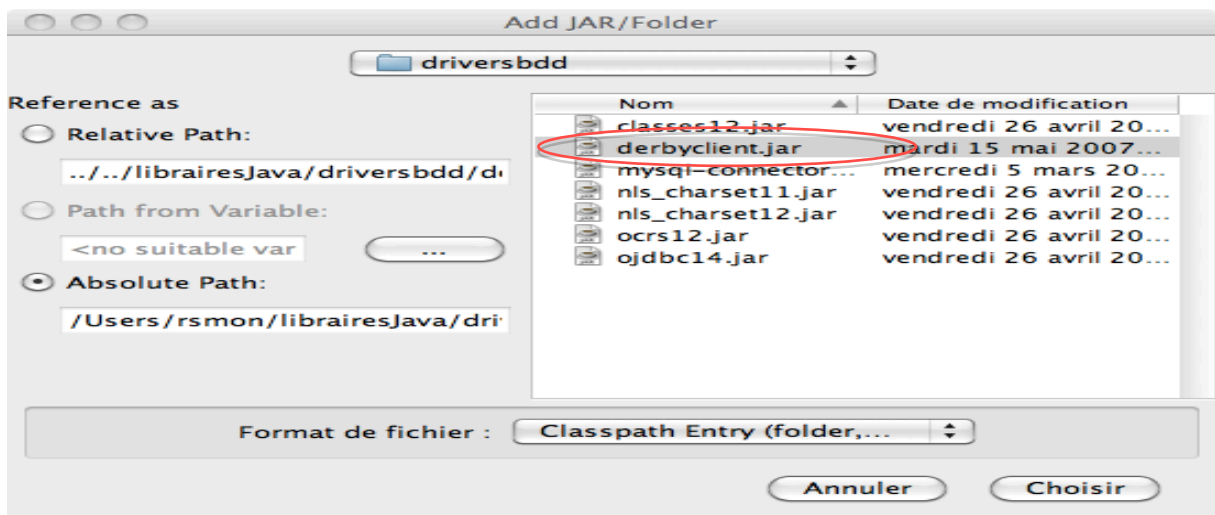 Add JAR/Folder
driversbdd
Reference as
Relative Path:
../../librairesJava/driversbdd/d
Path from Variable:
<no suitable var
...
Absolute Path:
/Users/rsmon/librairesJava/dri
Nom Date de modification
classes12.jar vendredi 26 avril 20...
derbyclient.jar mardi 15 mai 2007...
mysql-connector... mercredi 5 mars 20...
nls_charset11.jar vendredi 26 avril 20...
nls_charset12.jar vendredi 26 avril 20...
ocrs12.jar vendredi 26 avril 20...
ojdbc14.jar vendredi 26 avril 20...
Format de fichier : Classpath Entry (folder,...
Annuler Choisir